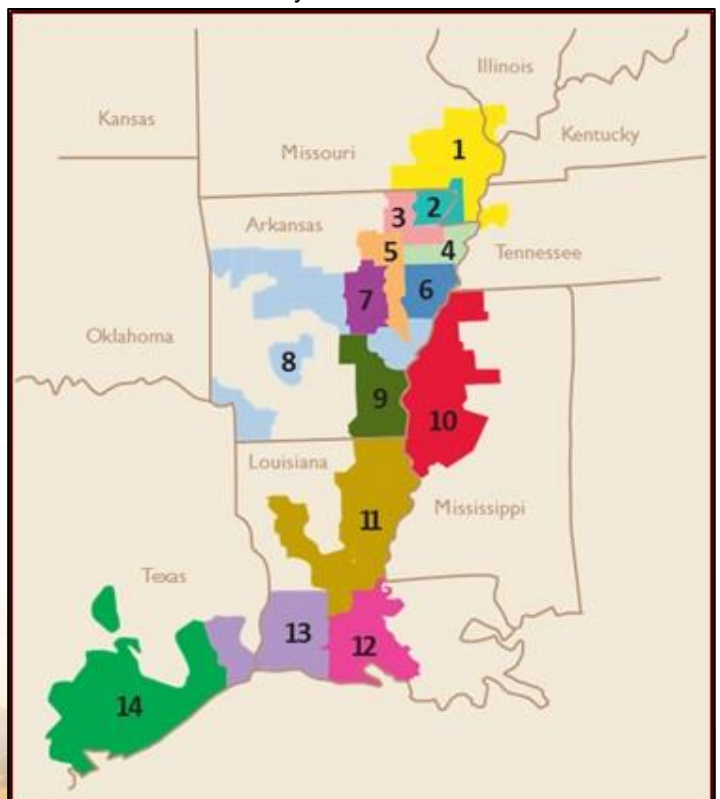 Illinois
Kansas
Kentucky
Missouri
1
2
3
Arkansas
4
5
Tennessee
6
7
Oklahoma
8
9
10
Louisiana
11
Mississippi
Texas
13
12
14